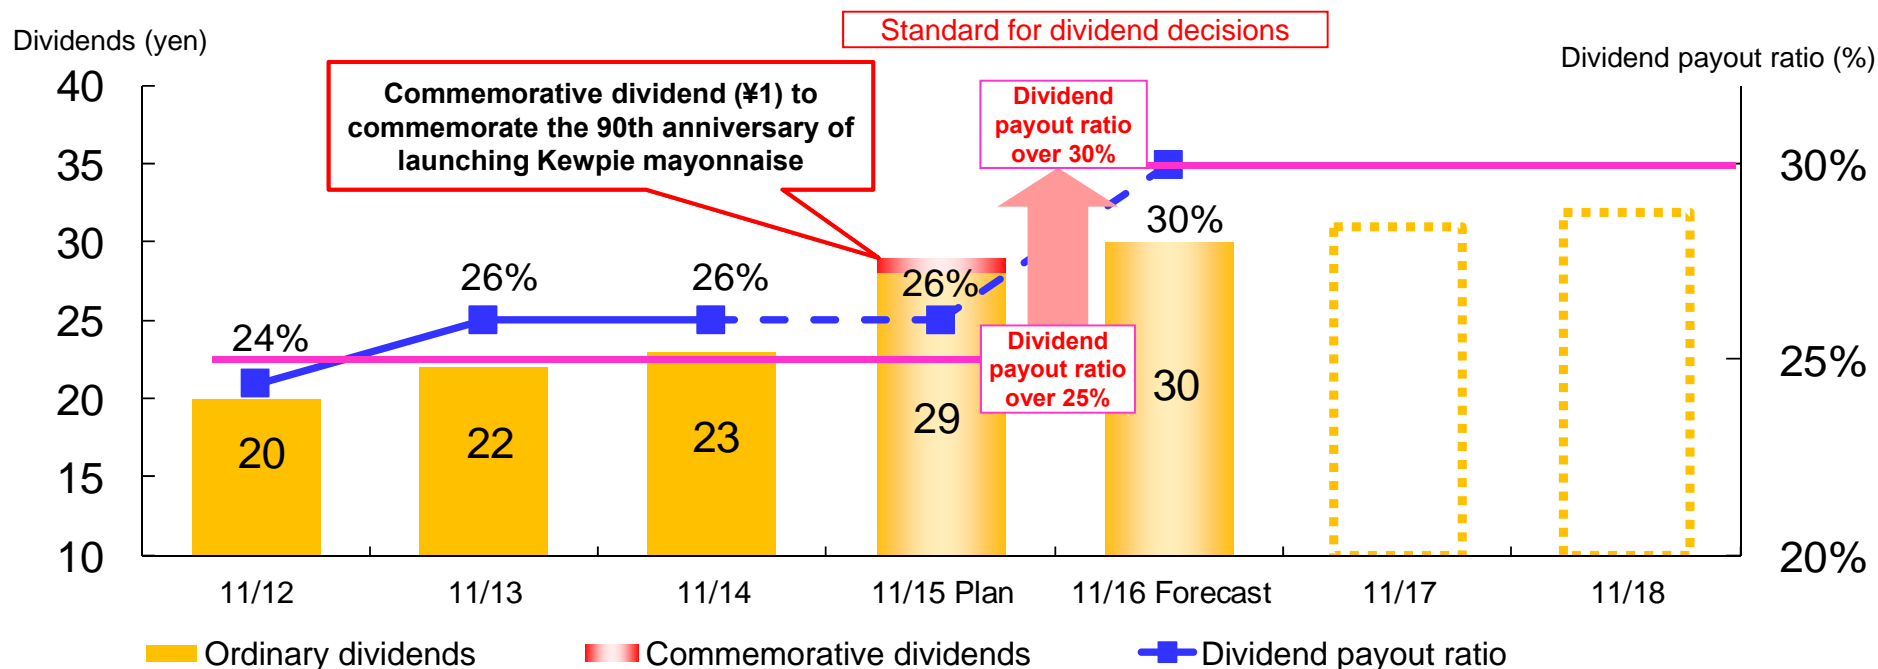 Standard for dividend decisions
Dividends (yen)
Dividend payout ratio (%)
Commemorative dividend (¥1) to
commemorate the 90th anniversary of
launching Kewpie mayonnaise
Dividend
payout ratio
over 30%
40
35
30
25
20
15
10
30%
25%
20%
24%
26%
26%
26%
30%
Dividend
payout ratio
over 25%
20
22
23
29
30
11/12
11/13
11/14
11/15 Plan
11/16 Forecast
11/17
11/18
Ordinary dividends
Commemorative dividends
Dividend payout ratio